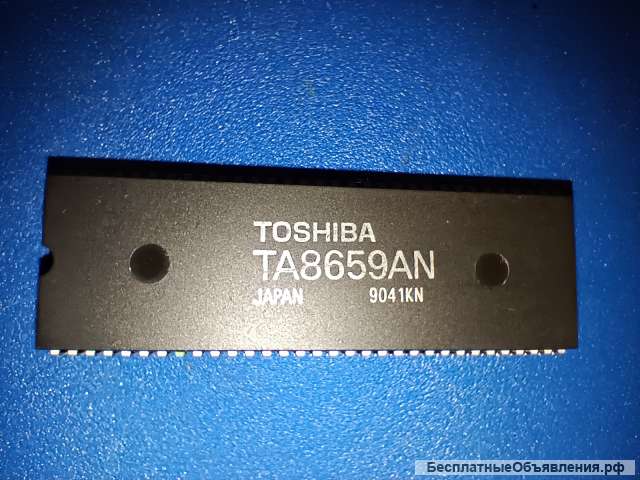 TOSHIBA
TA8659AN
JAPAN 9041KN
БесплатныеОбъявления.рф